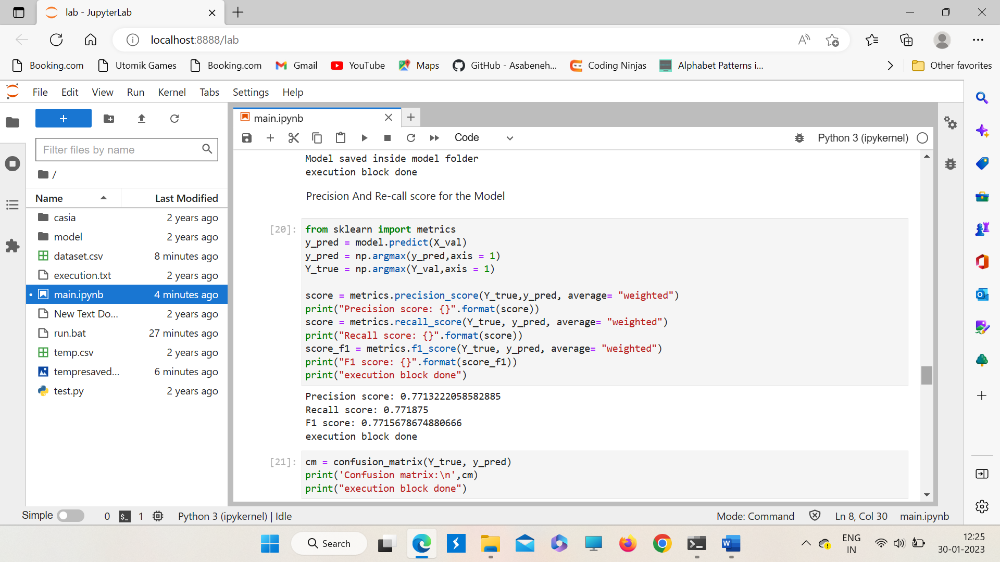 lab - JupyterLab
localhost:8888/lab
Booking.com
Utomik Games
Booking.com
Gmail
YouTube
Maps
GitHub - Asabeneh...
Coding Ninjas
Alphabet Patterns i...
Other favorites
File Edit View Run Kernel Tabs Settings Help
Filter files by name
/
Name Last Modified
casia 2 years ago
model 2 years ago
dataset.csv 8 minutes ago
execution.txt 2 years ago
main.ipynb 4 minutes ago
New Text Do... 2 years ago
run.bat 27 minutes ago
temp.csv 2 years ago
tempresaved... 6 minutes ago
test.py 2 years ago
main.ipynb
Code
Python 3 (ipykernel)
Model saved inside model folder
execution block done
Precision And Re-call score for the Model
[20]:
from sklearn import metrics
y_pred = model.predict(X_val)
y_pred = np.argmax(y_pred,axis = 1)
Y_true = np.argmax(Y_val,axis = 1)
score = metrics.precision_score(Y_true,y_pred, average= "weighted")
print("Precision score: {}".format(score))
score = metrics.recall_score(Y_true, y_pred, average= "weighted")
print("Recall score: {}".format(score))
score_f1 = metrics.f1_score(Y_true, y_pred, average= "weighted")
print("F1 score: {}".format(score_f1))
print("execution block done")
Precision score: 0.7713222058582885
Recall score: 0.771875
F1 score: 0.7715678674880666
execution block done
[21]:
cm = confusion_matrix(Y_true, y_pred)
print('Confusion matrix:\n',cm)
print("execution block done")
Simple 0 $_ 1 Python 3 (ipykernel) | Idle
Mode: Command Ln 8, Col 30 main.ipynb
Search
ENG
IN
12:25
30-01-2023